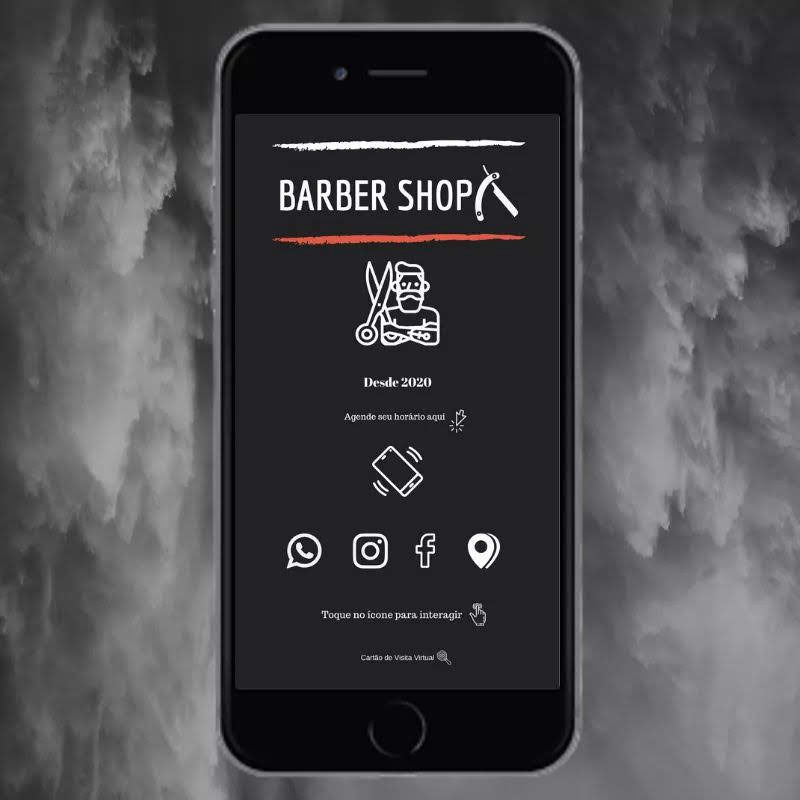 BARBER SHOP
Desde 2020
Agende seu horário aqui
Toque no ícone para interagir
Cartão de Visita Virtual